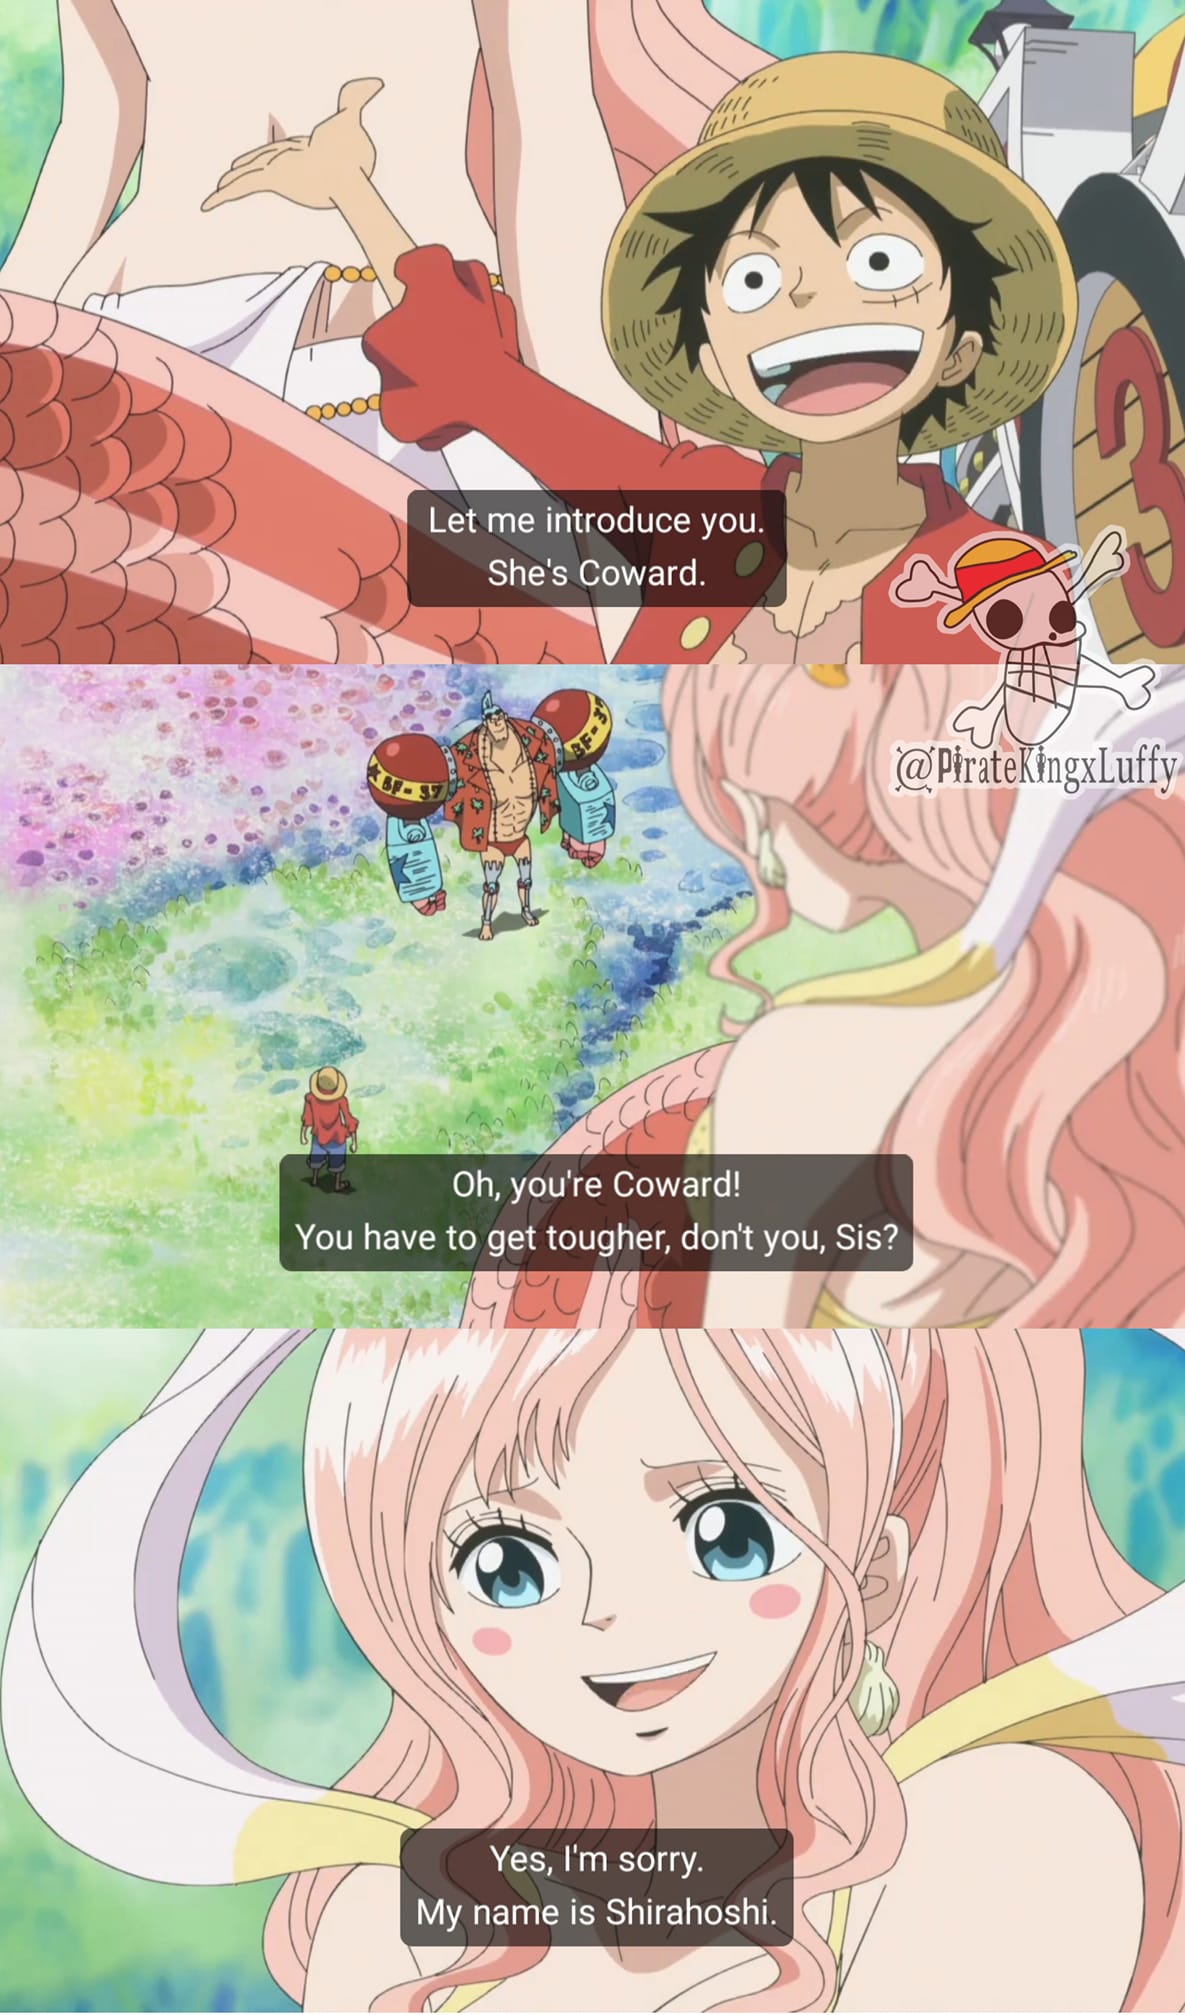 3
Let me introduce you.
She's Coward.
@PirateKingxLuffy
BF-37
BF-37
Oh, you're Coward!
You have to get tougher, don't you, Sis?
Yes, I'm sorry.
My name is Shirahoshi.